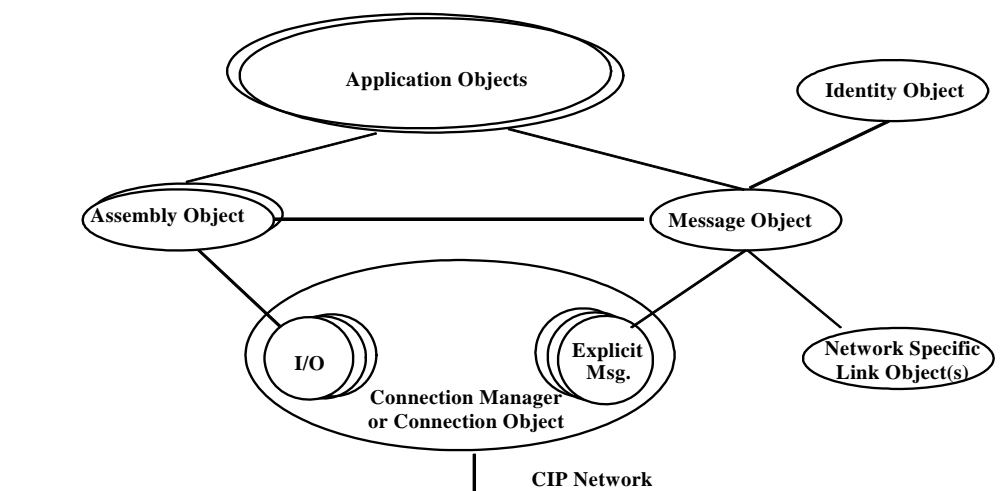 Application Objects
Identity Object
Assembly Object
Message Object
I/O
Explicit
Msg.
Network Specific
Link Object(s)
Connection Manager
or Connection Object
CIP Network